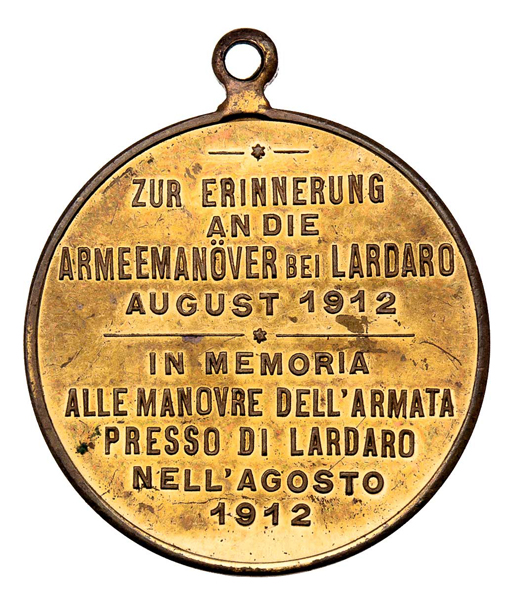 ZUR ERINNERUNG
AN DIE
ARMEEMANÖVER BEI LARDARO
AUGUST 1912
IN MEMORIA
ALLE MANOVRE DELL'ARMATA
PRESSO DI LARDARO
NELL'AGOSTO
1912